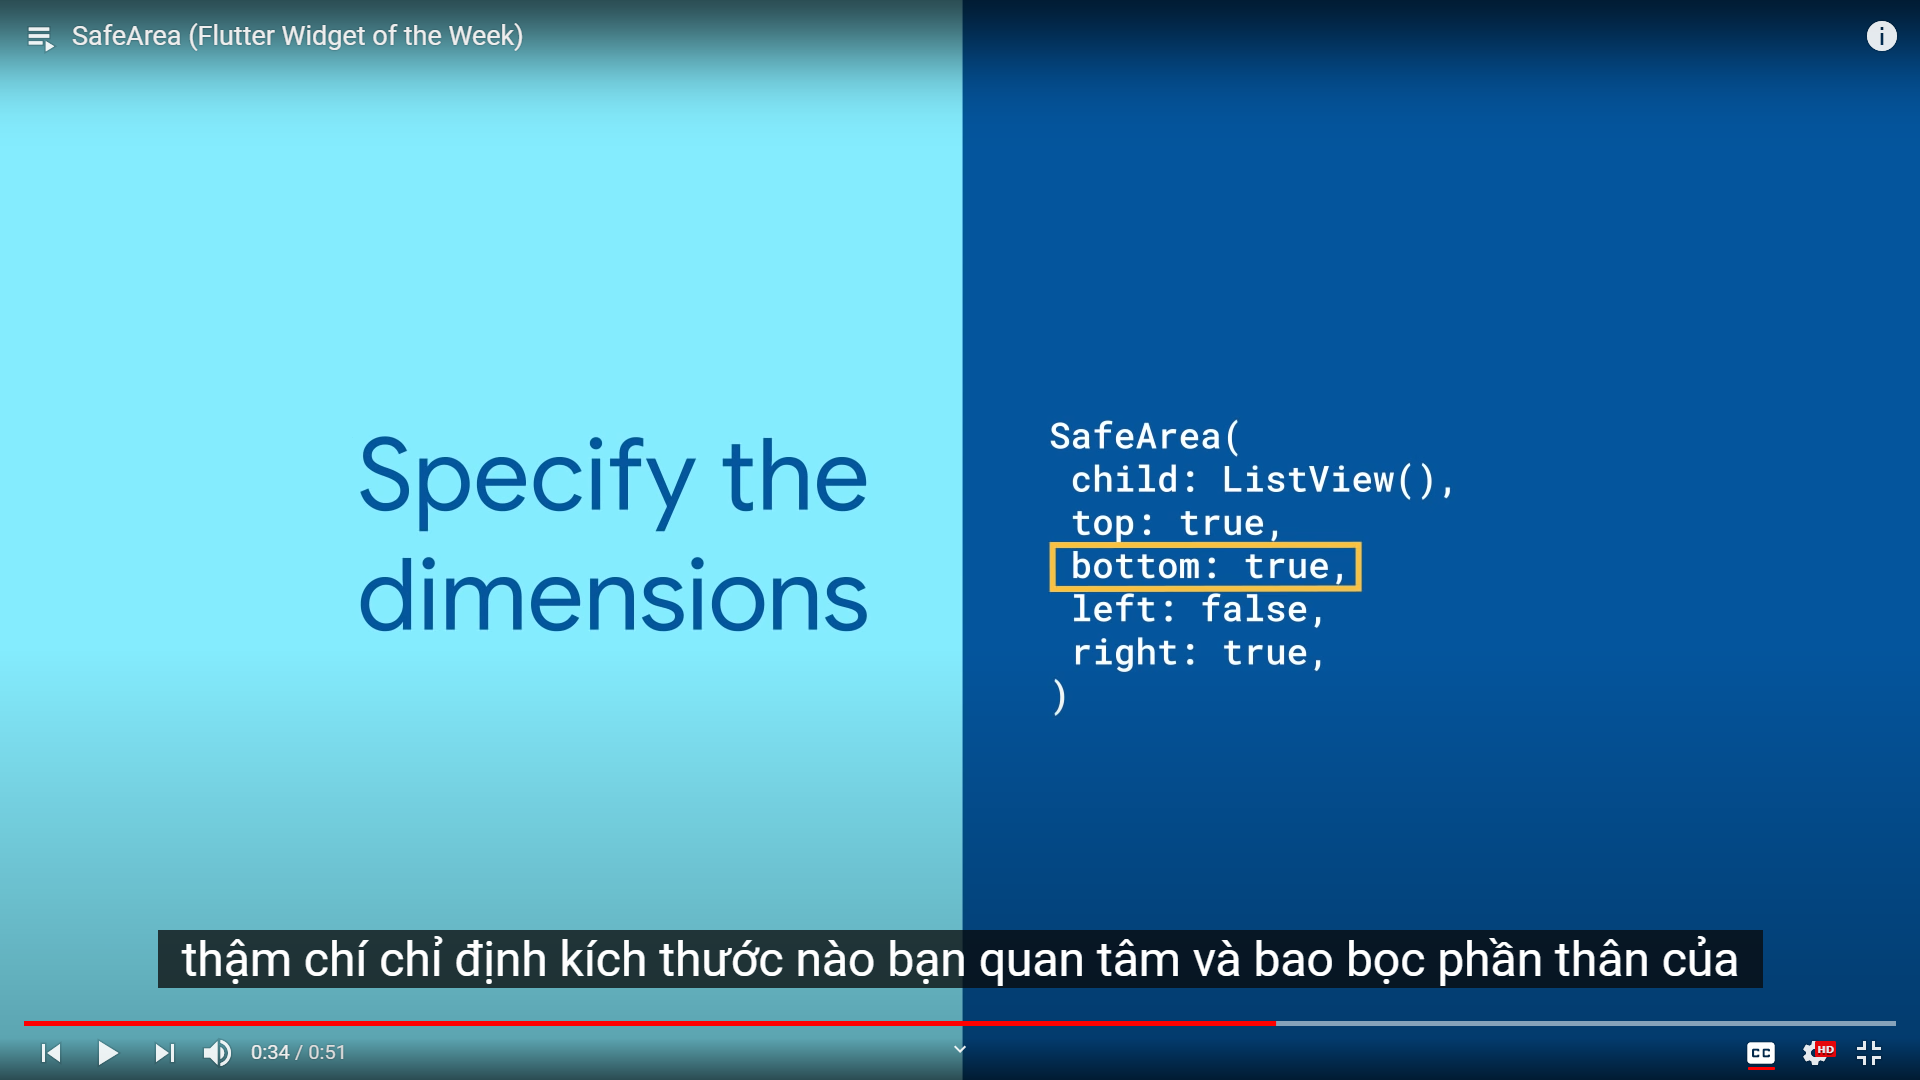 SafeArea (Flutter Widget of the Week)
Specify the
dimensions
SafeArea(
child: ListView(),
top: true,
bottom: true,
left: false,
right: true,
)
thậm chí chỉ định kích thước nào bạn quan tâm và bao bọc phần thân của
0:34 / 0:51
CC
HD